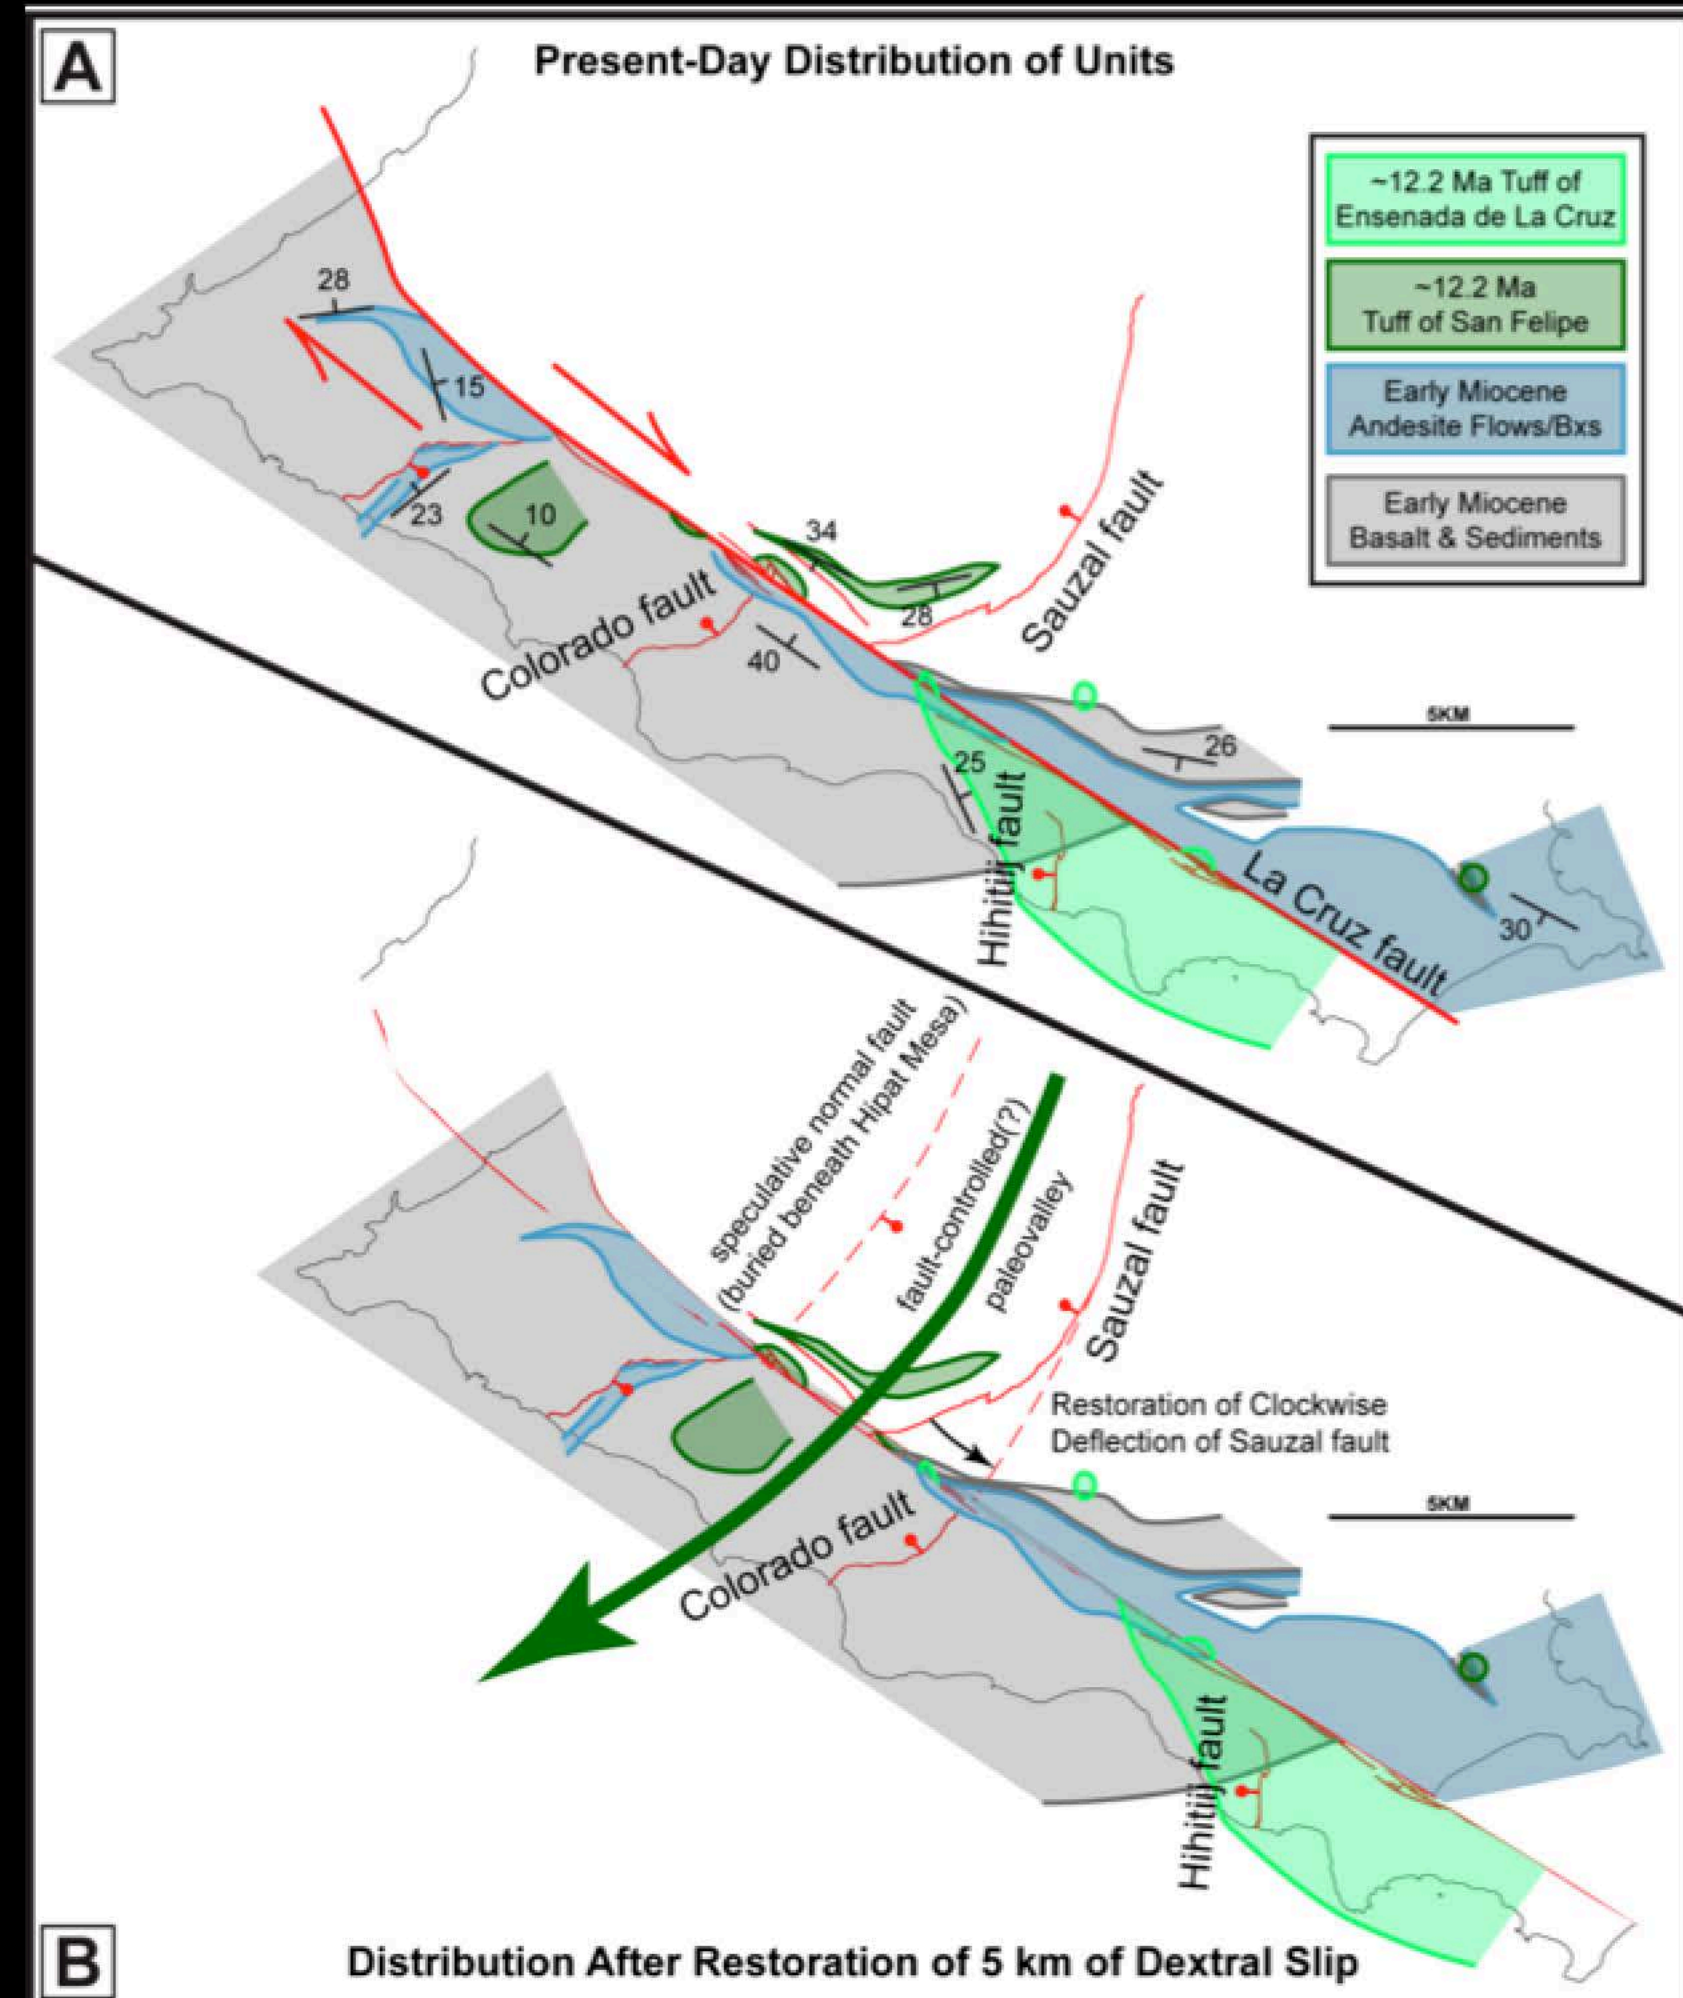 A
Present-Day Distribution of Units
~12.2 Ma Tuff of
Ensenada de La Cruz
~12.2 Ma
Tuff of San Felipe
Early Miocene
Andesite Flows/Bxs
Early Miocene
Basalt & Sediments
28
15
23
10
34
28
Sauzal fault
Colorado fault
40
5KM
26
25
Hihitiij fault
La Cruz fault
30
speculative normal fault
(buried beneath Hipat Mesa)
fault-controlled(?)
paleovalley
Sauzal fault
Restoration of Clockwise
Deflection of Sauzal fault
5KM
Colorado fault
Hihitiij fault
B
Distribution After Restoration of 5 km of Dextral Slip